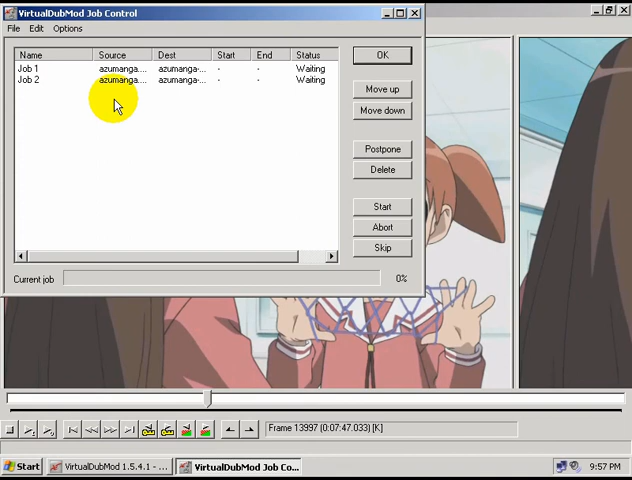 VirtualDubMod Job Control
File Edit Options
Name Source Dest Start End Status
Job 1 azumanga.... azumanga-... - - Waiting
Job 2 azumanga.... azumanga-... - - Waiting
OK
Move up
Move down
Postpone
Delete
Start
Abort
Skip
Current job 0%
Frame 13997 (0:07:47.033) [K]
Start VirtualDubMod 1.5.4.1 - ... VirtualDubMod Job Co... 9:57 PM